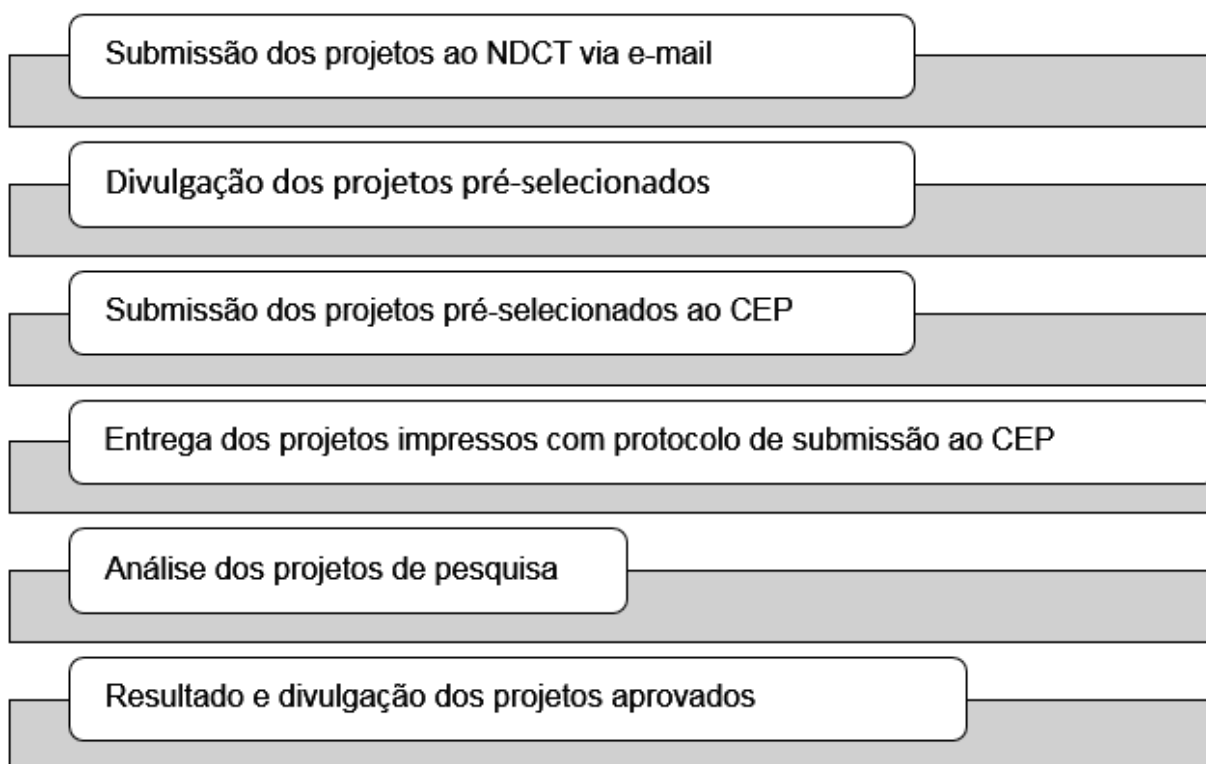 Submissão dos projetos ao NDCT via e-mail
Divulgação dos projetos pré-selecionados
Submissão dos projetos pré-selecionados ao CEP
Entrega dos projetos impressos com protocolo de submissão ao CEP
Análise dos projetos de pesquisa
Resultado e divulgação dos projetos aprovados